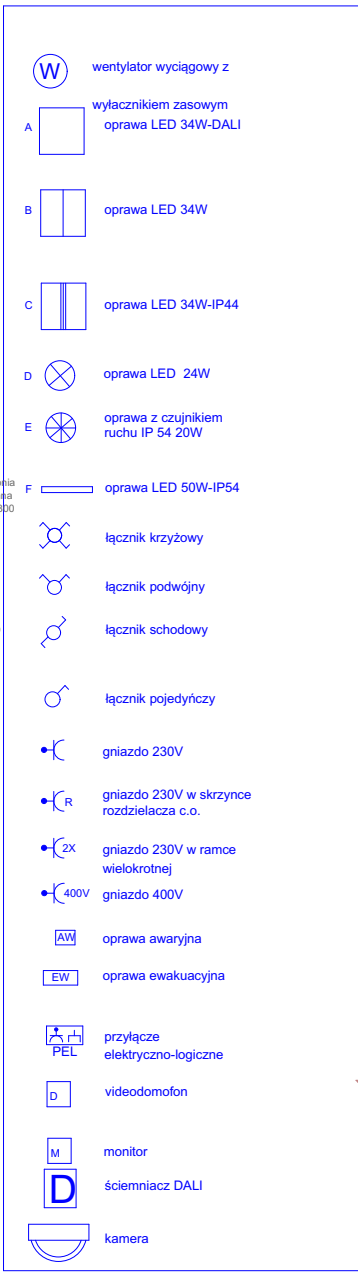 W wentylator wyciągowy z
wyłacznikiem zasowym
A oprawa LED 34W-DALI
B oprawa LED 34W
C oprawa LED 34W-IP44
D oprawa LED 24W
E oprawa z czujnikiem
ruchu IP 54 20W
F oprawa LED 50W-IP54
łącznik krzyżowy
łącznik podwójny
łącznik schodowy
łącznik pojedyńczy
gniazdo 230V
R gniazdo 230V w skrzynce
rozdzielacza c.o.
2X gniazdo 230V w ramce
wielokrotnej
400V gniazdo 400V
AW oprawa awaryjna
EW oprawa ewakuacyjna
przyłącze
PEL elektryczno-logiczne
D videodomofon
M monitor
D ściemniacz DALI
kamera